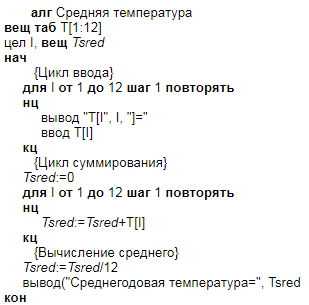 алг Средняя температура
вещ таб T[1:12]
цел I, вещ Tsred
нач
{Цикл ввода}
для I от 1 до 12 шаг 1 повторять
нц
вывод "T[I", I, "]="
ввод T[I]
кц
{Цикл суммирования}
Tsred:=0
для I от 1 до 12 шаг 1 повторять
нц
Tsred:=Tsred+T[I]
кц
{Вычисление среднего}
Tsred:=Tsred/12
вывод("Среднегодовая температура=", Tsred
кон